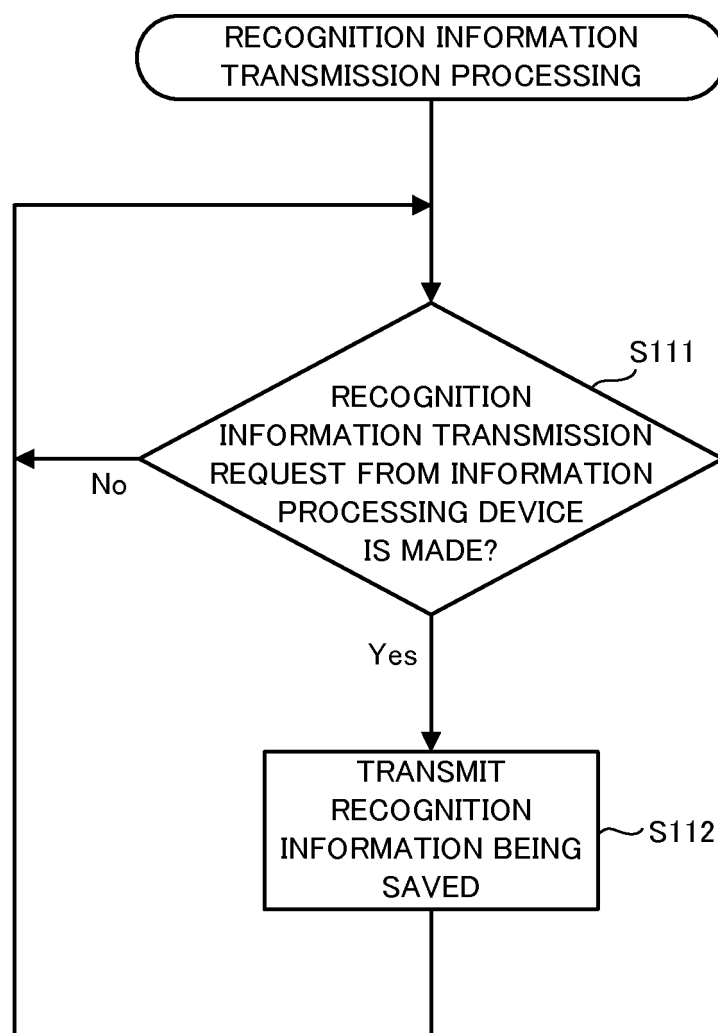 RECOGNITION INFORMATION
TRANSMISSION PROCESSING
S111
RECOGNITION
INFORMATION TRANSMISSION
REQUEST FROM INFORMATION
PROCESSING DEVICE
IS MADE?
No
Yes
TRANSMIT
RECOGNITION
INFORMATION BEING
SAVED
S112